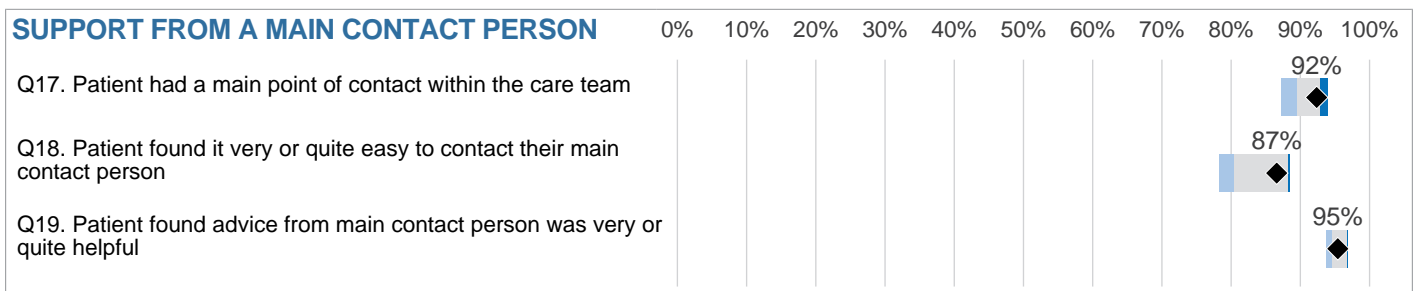 SUPPORT FROM A MAIN CONTACT PERSON 0% 10% 20% 30% 40% 50% 60% 70% 80% 90% 100%
92%
Q17. Patient had a main point of contact within the care team
87%
Q18. Patient found it very or quite easy to contact their main
contact person
95%
Q19. Patient found advice from main contact person was very or
quite helpful